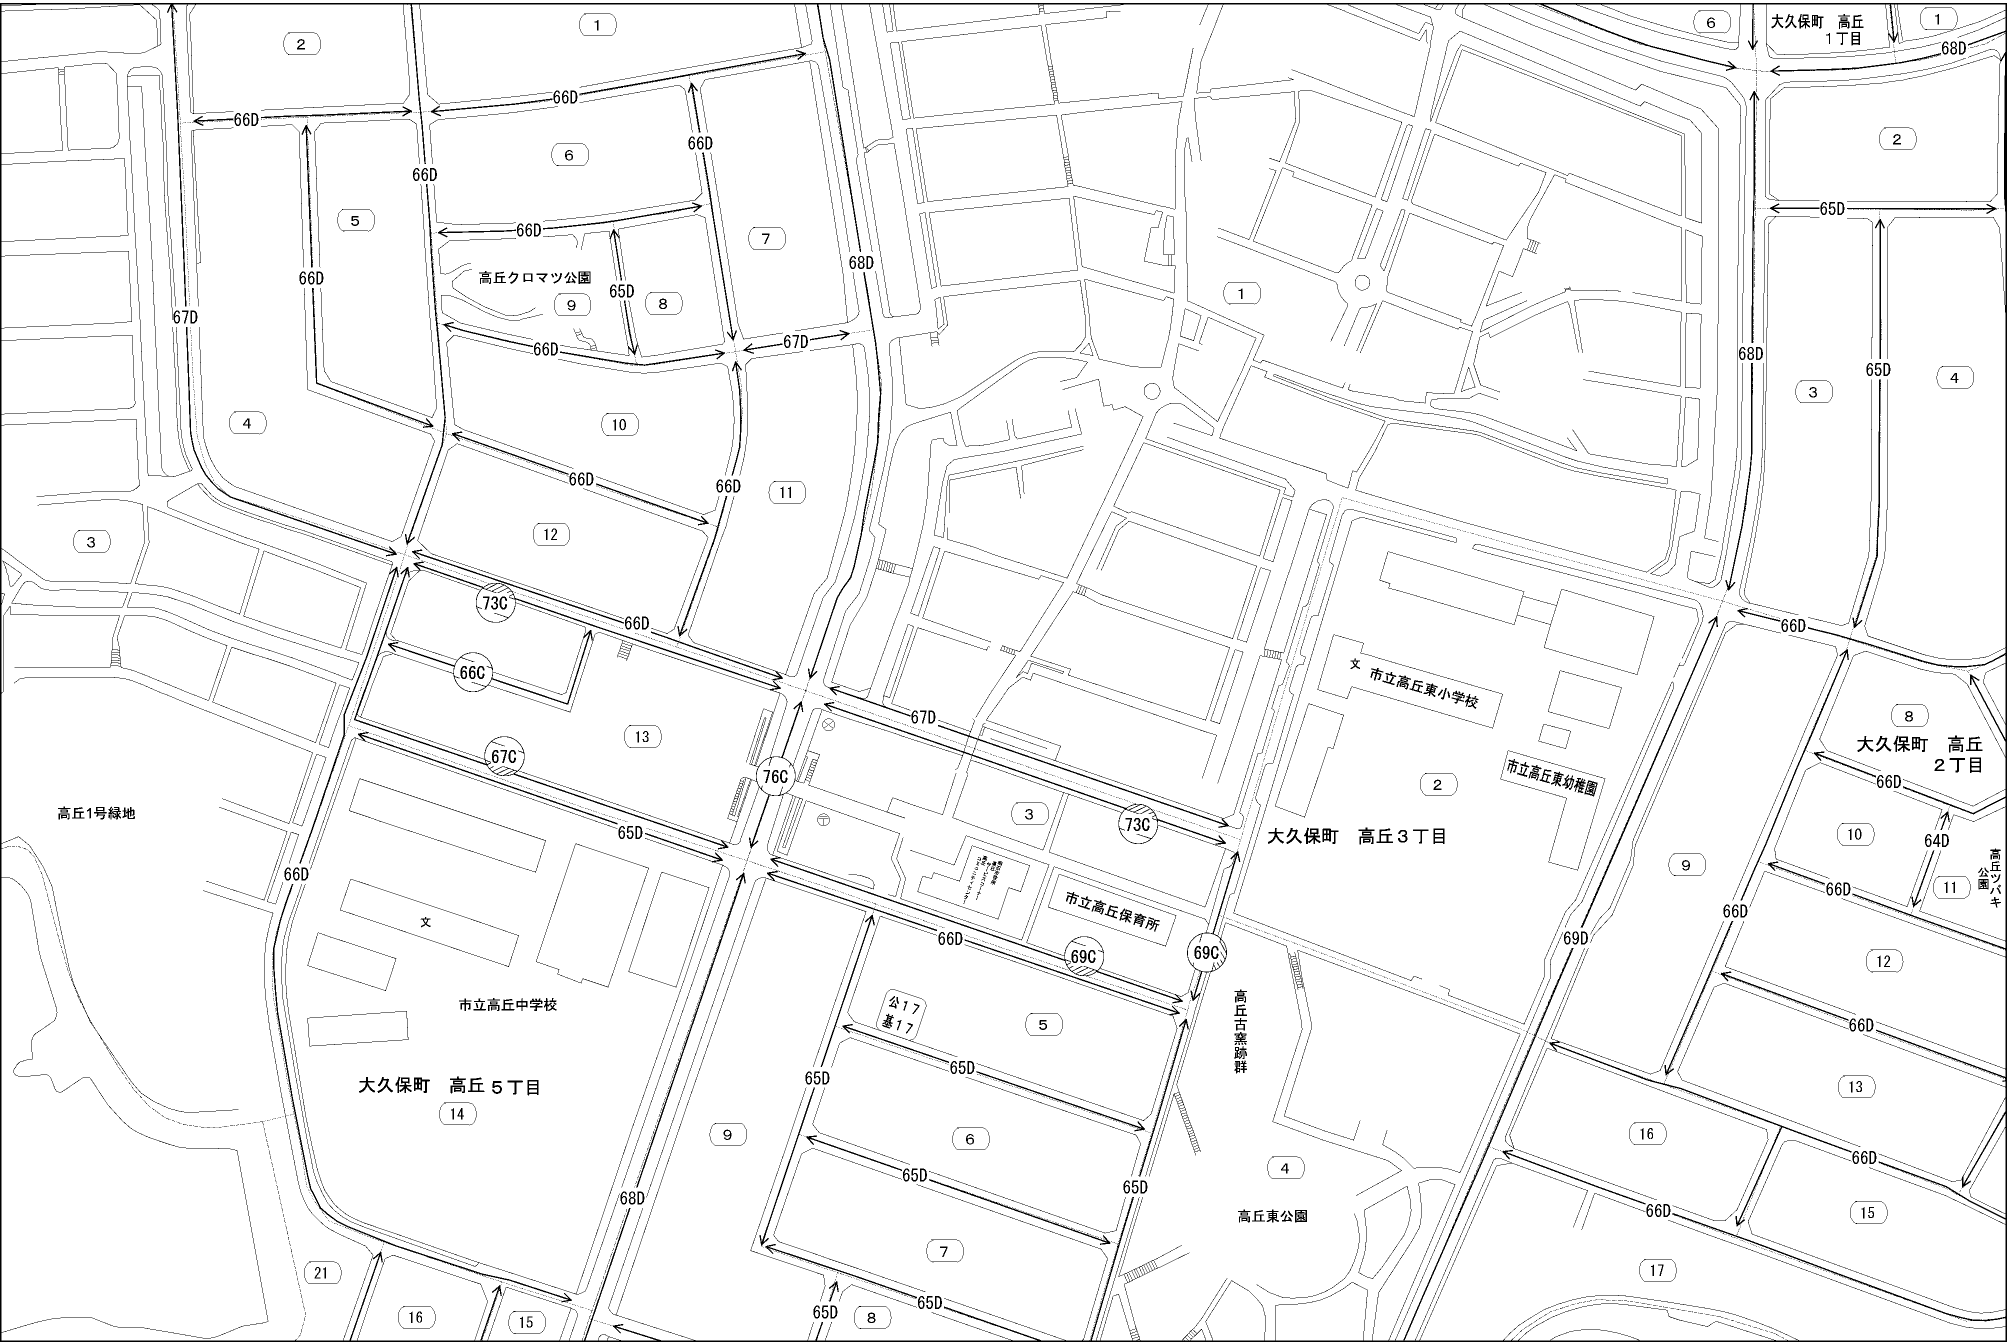 1
2
6
1
大久保町 高丘
1丁目
68D
66D
66D
66D
66D
6
2
5
7
65D
66D
68D
高丘クロマツ公園
66D
9
65D
8
1
67D
66D
67D
68D
65D
3
4
4
10
66D
66D
11
12
3
73C
66D
66D
66C
文
市立高丘東小学校
67D
8
大久保町 高丘
2丁目
67C
13
76C
2
市立高丘東幼稚園
66D
高丘1号緑地
3
73C
大久保町 高丘3丁目
65D
10
64D
9
66D
66D
11
高丘ツバキ
公園
文
市立高丘保育所
66D
69C
69C
66D
69D
12
市立高丘中学校
公17
基17
5
高丘古窯跡群
66D
65D
65D
13
大久保町 高丘5丁目
14
9
6
16
4
66D
65D
65D
68D
66D
15
高丘東公園
7
21
17
16
15
65D
65D
8